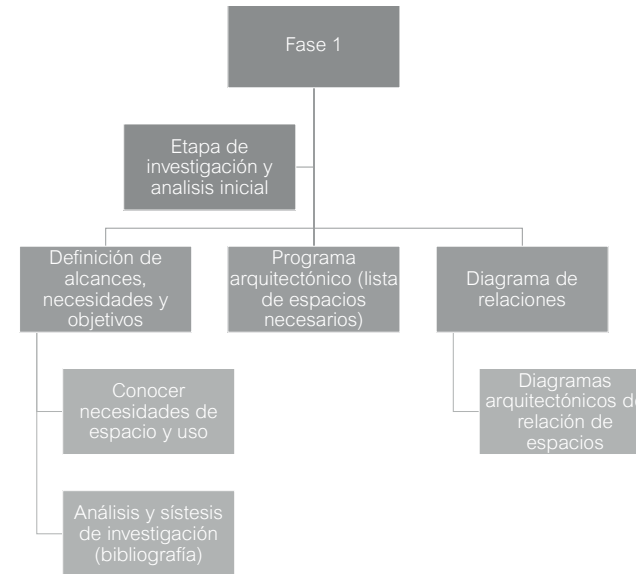 Fase 1
Etapa de
investigación y
analisis inicial
Definición de
alcances,
necesidades y
objetivos
Programa
arquitectónico (lista
de espacios
necesarios)
Diagrama de
relaciones
Conocer
necesidades de
espacio y uso
Análisis y sístesis
de investigación
(bibliografía)
Diagramas
arquitectónicos de
relación de
espacios